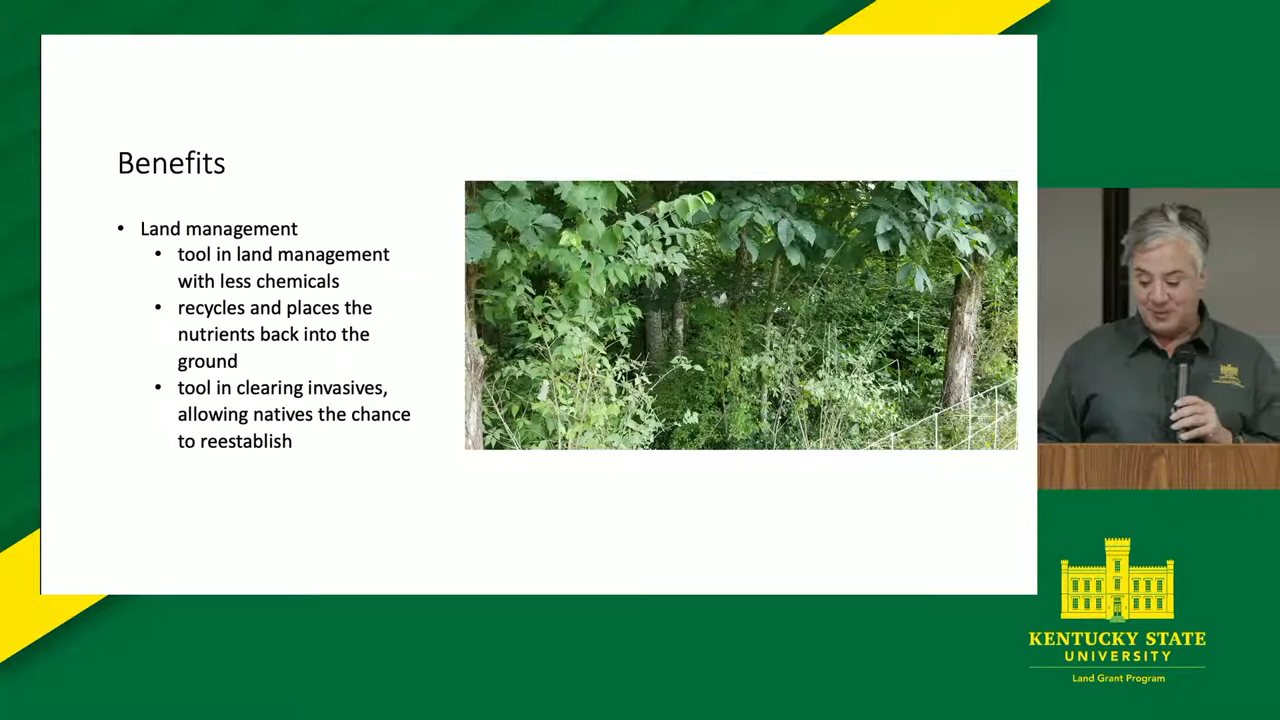 Benefits
• Land management
• tool in land management
with less chemicals
• recycles and places the
nutrients back into the
ground
• tool in clearing invasives,
allowing natives the chance
to reestablish
KENTUCKY STATE
UNIVERSITY
Land Grant Program